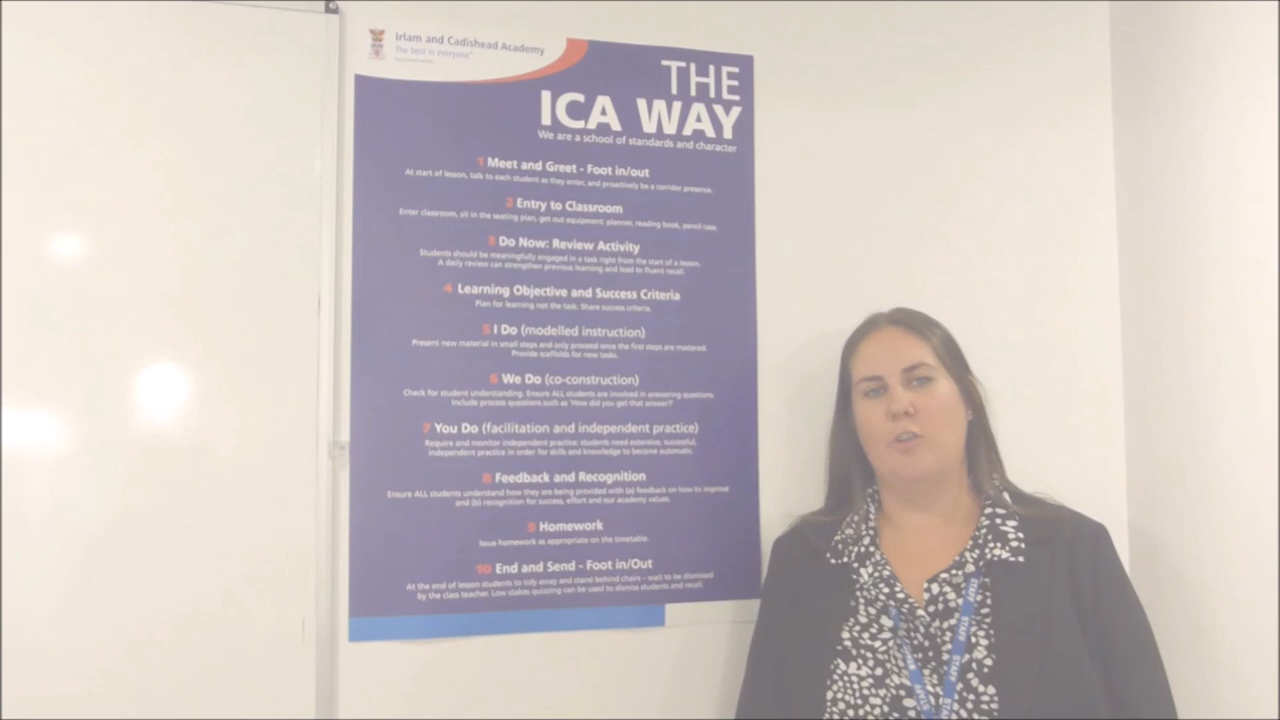 Irlam and Cadishead Academy
"The best in everyone"
THE
ICA WAY
We are a school of standards and character
1 Meet and Greet - Foot in/out
At start of lesson, talk to each student as they enter, and proactively be a corridor presence.
2 Entry to Classroom
Enter classroom, sit in the seating plan, get out equipment: planner, reading book, pencil case.
3 Do Now: Review Activity
Students should be meaningfully engaged in a task right from the start of a lesson.
A daily review can strengthen previous learning and lead to fluent recall.
4 Learning Objective and Success Criteria
Plan for learning not the task. Share success criteria.
5 I Do (modelled instruction)
Present new material in small steps and only proceed once the first steps are mastered.
Provide scaffolds for new tasks.
6 We Do (co-construction)
Check for student understanding. Ensure ALL students are involved in answering questions.
Include process questions such as 'How did you get that answer?'
7 You Do (facilitation and independent practice)
Require and monitor independent practice: students need extensive, successful,
independent practice in order for skills and knowledge to become automatic.
8 Feedback and Recognition
Ensure ALL students understand how they are being provided with (a) feedback on how to improve
and (b) recognition for success, effort and our academy values.
9 Homework
Issue homework as appropriate on the timetable.
10 End and Send - Foot in/Out
At the end of lesson students to tidy away and stand behind chairs – wait to be dismissed
by the class teacher. Low stakes quizzing can be used to dismiss students and recall.
STAFF
STAFF